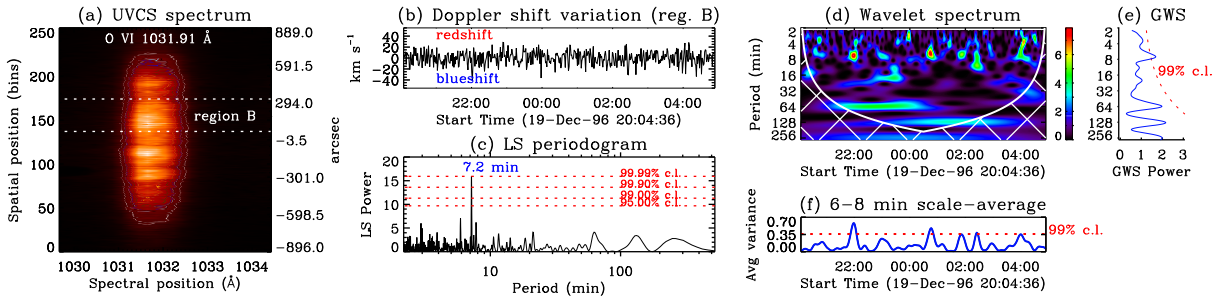 (a) UVCS spectrum
O VI 1031.91 Å
region B
250
200
150
100
50
0
889.0
591.5
294.0
-3.5
-301.0
-598.5
-896.0
Spatial position (bins)
arcsec
1030 1031 1032 1033 1034
Spectral position (Å)
(b) Doppler shift variation (reg. B)
redshift
blueshift
40
20
0
-20
-40
km s⁻¹
22:00 00:00 02:00 04:00
Start Time (19-Dec-96 20:04:36)
(c) LS periodogram
7.2 min
99.99% c.l.
99.90% c.l.
99.00% c.l.
95.00% c.l.
20
15
10
5
0
LS Power
10 100
Period (min)
(d) Wavelet spectrum
2
4
8
16
32
64
128
256
Period (min)
22:00 00:00 02:00 04:00
Start Time (19-Dec-96 20:04:36)
6
4
2
0
(e) GWS
2
4
8
16
32
64
128
256
99% c.l.
0 1 2 3
GWS Power
(f) 6-8 min scale-average
0.70
0.35
0.00
Avg variance
99% c.l.
22:00 00:00 02:00 04:00
Start Time (19-Dec-96 20:04:36)